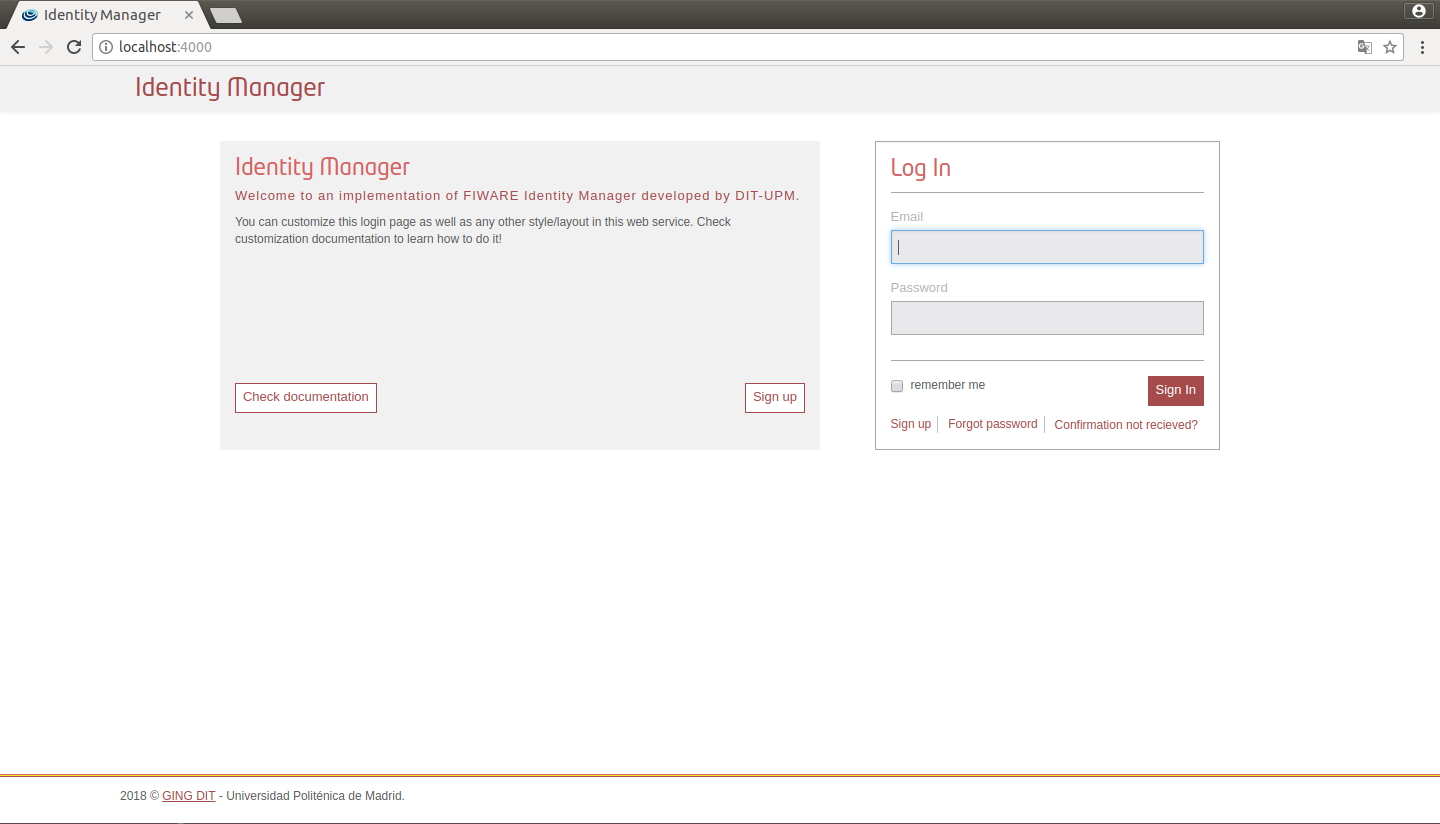 Identity Manager
localhost:4000
Identity Manager
Identity Manager
Welcome to an implementation of FIWARE Identity Manager developed by DIT-UPM.
You can customize this login page as well as any other style/layout in this web service. Check
customization documentation to learn how to do it!
Check documentation
Sign up
Log In
Email
Password
remember me
Sign In
Sign up
Forgot password
Confirmation not recieved?
2018 © GING DIT - Universidad Politénica de Madrid.